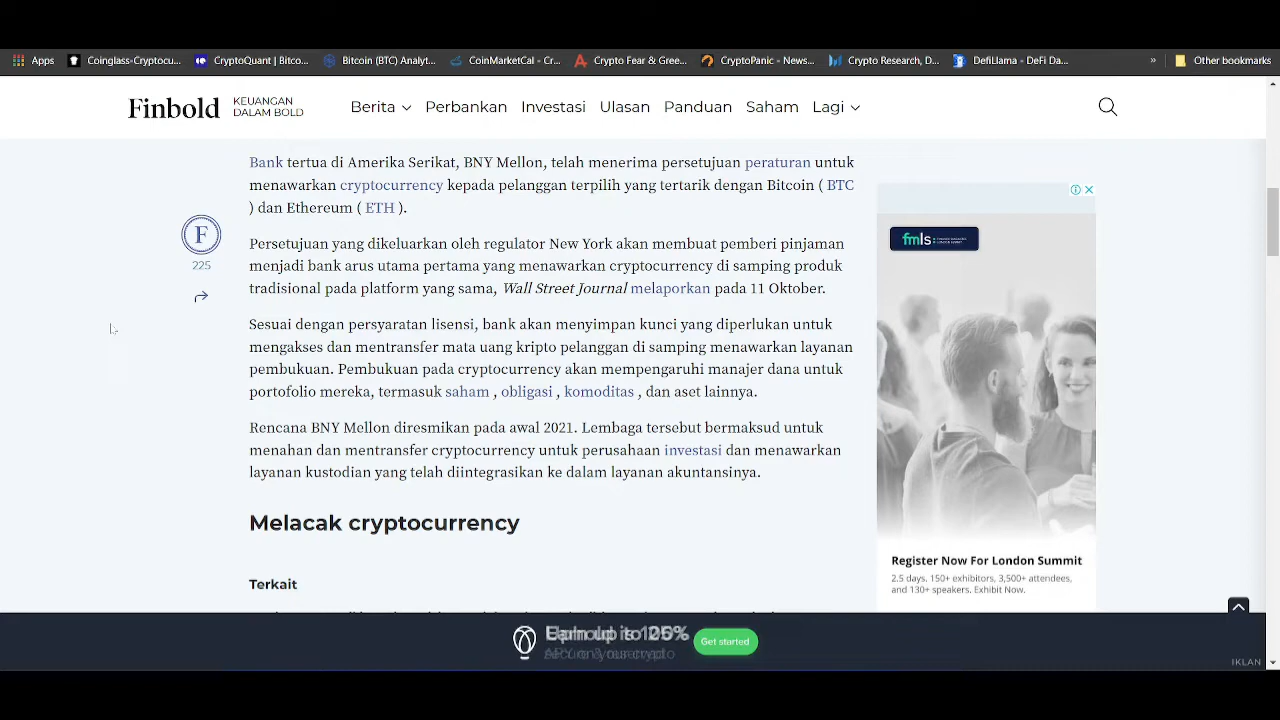 Apps Coinglass-Cryptocu... CryptoQuant | Bitco... Bitcoin (BTC) Analyt... CoinMarketCal - Cr... Crypto Fear & Gree... CryptoPanic - News... Crypto Research, D... DefiLlama - DeFi Da... » Other bookmarks
Finbold KEUANGAN
DALAM BOLD
Berita Perbankan Investasi Ulasan Panduan Saham Lagi
Bank tertua di Amerika Serikat, BNY Mellon, telah menerima persetujuan peraturan untuk
menawarkan cryptocurrency kepada pelanggan terpilih yang tertarik dengan Bitcoin ( BTC
) dan Ethereum ( ETH ).
F
225
Persetujuan yang dikeluarkan oleh regulator New York akan membuat pemberi pinjaman
menjadi bank arus utama pertama yang menawarkan cryptocurrency di samping produk
tradisional pada platform yang sama, Wall Street Journal melaporkan pada 11 Oktober.
Sesuai dengan persyaratan lisensi, bank akan menyimpan kunci yang diperlukan untuk
mengakses dan mentransfer mata uang kripto pelanggan di samping menawarkan layanan
pembukuan. Pembukuan pada cryptocurrency akan mempengaruhi manajer dana untuk
portofolio mereka, termasuk saham , obligasi , komoditas , dan aset lainnya.
Rencana BNY Mellon diresmikan pada awal 2021. Lembaga tersebut bermaksud untuk
menahan dan mentransfer cryptocurrency untuk perusahaan investasi dan menawarkan
layanan kustodian yang telah diintegrasikan ke dalam layanan akuntansinya.
Melacak cryptocurrency
Terkait
fmls
Register Now For London Summit
2.5 days, 150+ exhibitors, 3,500+ attendees,
and 130+ speakers. Exhibit Now.
Get started
IKLAN